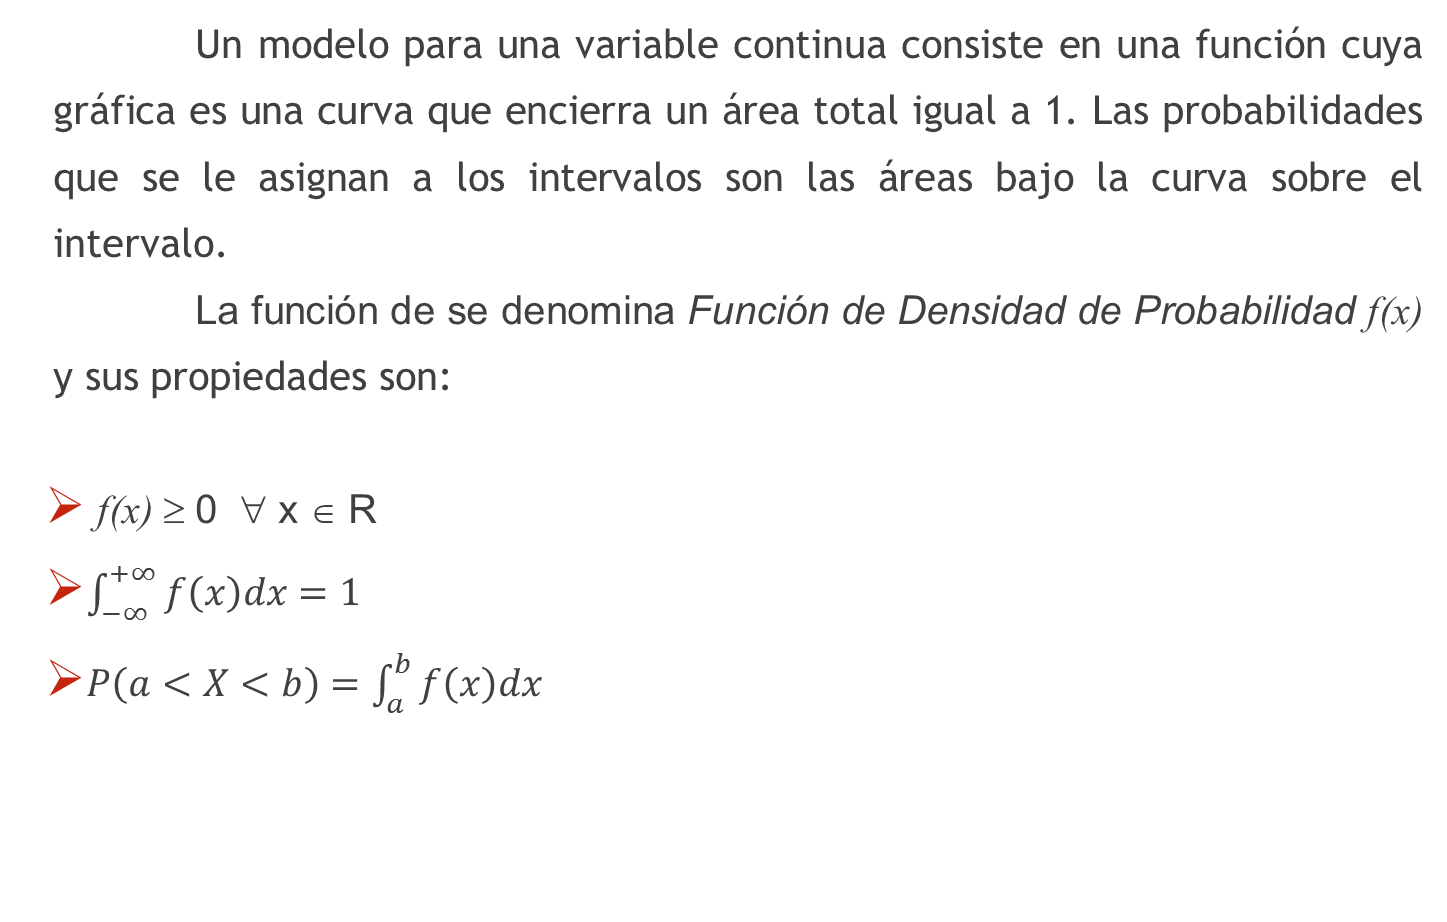 Un modelo para una variable continua consiste en una función cuya
gráfica es una curva que encierra un área total igual a 1. Las probabilidades
que se le asignan a los intervalos son las áreas bajo la curva sobre el
intervalo.
La función de se denomina Función de Densidad de Probabilidad f(x)
y sus propiedades son:
➢ f(x) ≥ 0 ∀ x ∈ R
➢ ∫_{−∞}^{+∞} f(x)dx = 1
➢ P(a < X < b) = ∫_a^b f(x)dx